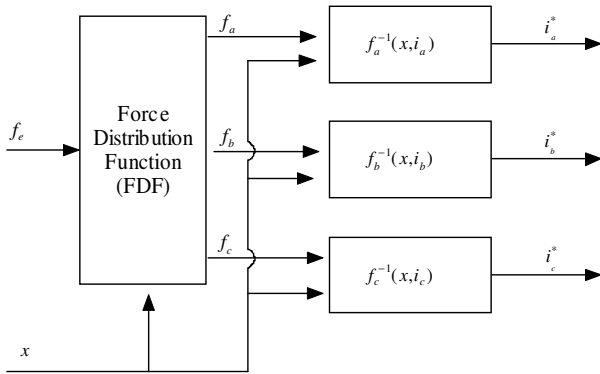 f_a
f_a^{-1}(x,i_a)
i_a^*
f_e
Force
Distribution
Function
(FDF)
f_b
f_b^{-1}(x,i_b)
i_b^*
f_c
f_c^{-1}(x,i_c)
i_c^*
x